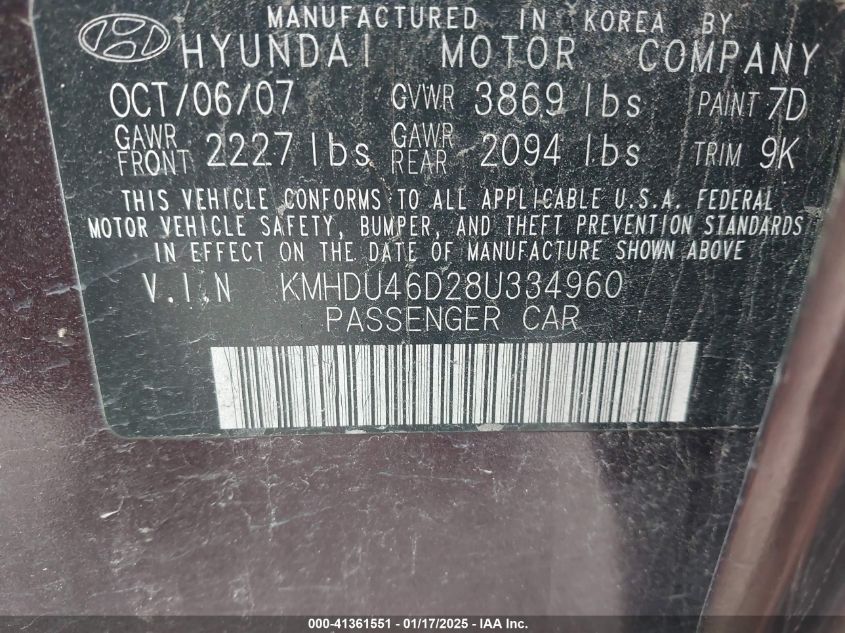 MANUFACTURED IN KOREA BY
HYUNDAI MOTOR COMPANY
OCT/06/07 GVWR 3869 lbs PAINT 7D
GAWR FRONT 2227 lbs GAWR REAR 2094 lbs TRIM 9K
THIS VEHICLE CONFORMS TO ALL APPLICABLE U.S.A. FEDERAL
MOTOR VEHICLE SAFETY, BUMPER, AND THEFT PREVENTION STANDARDS
IN EFFECT ON THE DATE OF MANUFACTURE SHOWN ABOVE
V.I.N KMHDU46D28U334960
PASSENGER CAR
000-41361551 - 01/17/2025 - IAA Inc.